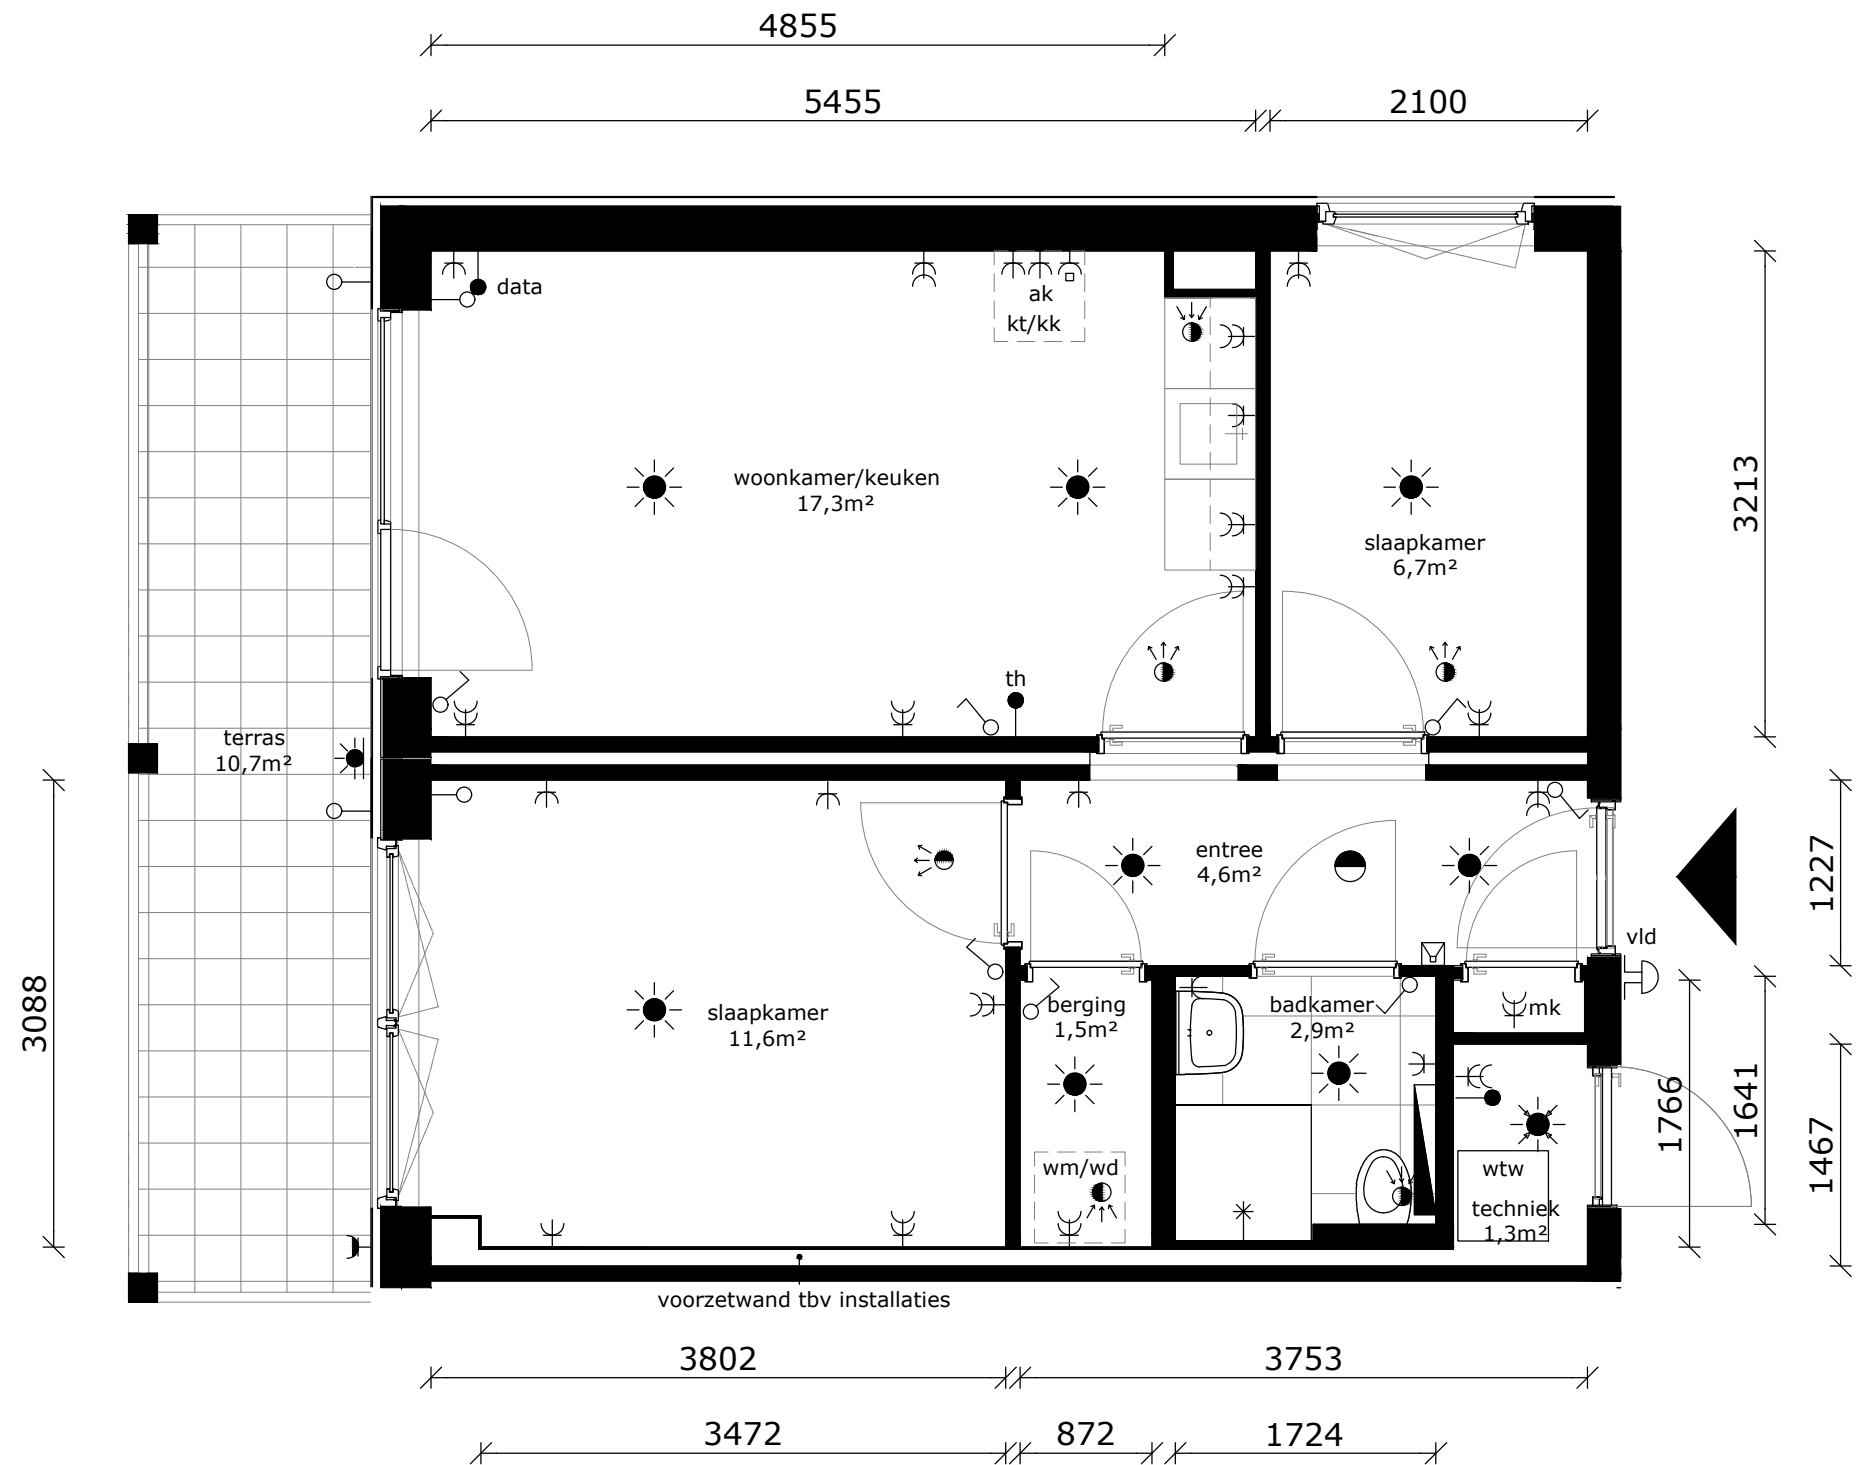 4855
5455
2100
data
ak
kt/kk
woonkamer/keuken
17,3m²
slaapkamer
6,7m²
3213
th
terras
10,7m²
entree
4,6m²
1227
vld
3088
slaapkamer
11,6m²
berging
1,5m²
badkamer
2,9m²
mk
1766
1641
1467
wm/wd
wtw
techniek
1,3m²
voorzetwand tbv installaties
3802
3753
3472
872
1724